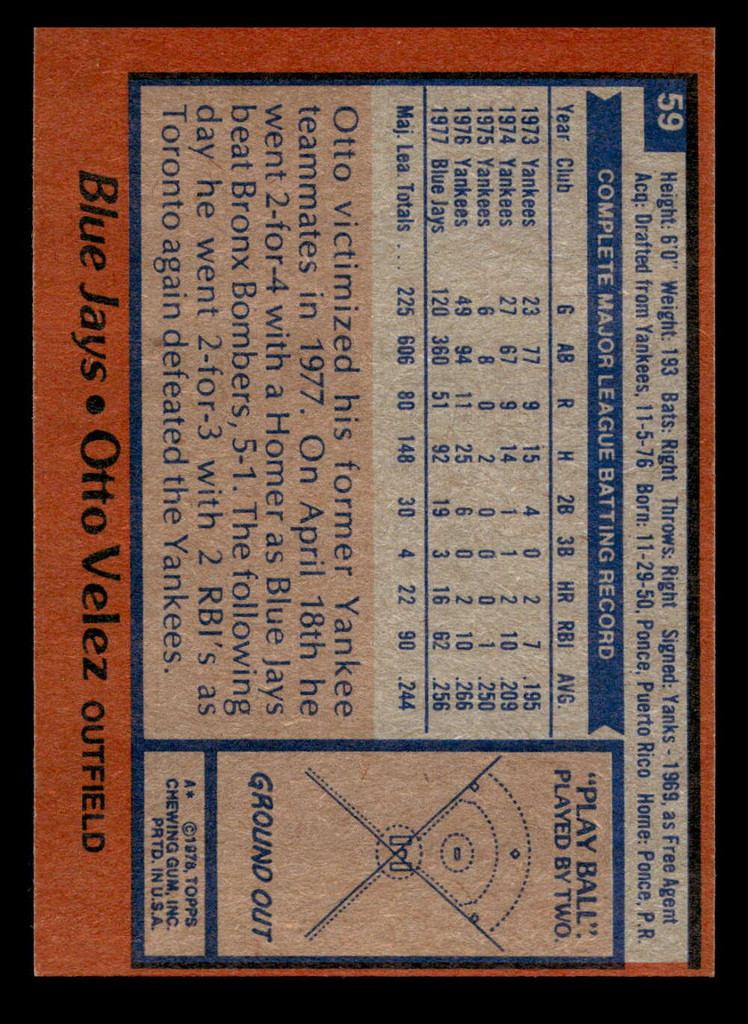 59
Height: 6'0" Weight: 183 Bats: Right Throws: Right Signed: Yanks - 1969, as Free Agent
Acq: Drafted from Yankees, 11-5-76 Born: 11-29-50, Ponce, Puerto Rico Home: Ponce, P.R.
COMPLETE MAJOR LEAGUE BATTING RECORD
Year Club G AB R H 2B 3B HR RBI AVG
1973 Yankees 23 77 9 15 4 0 2 7 .195
1974 Yankees 27 67 9 14 1 1 2 10 .209
1975 Yankees 6 8 0 2 0 0 0 1 .250
1976 Yankees 49 94 11 25 6 0 2 10 .266
1977 Blue Jays 120 360 51 92 19 3 16 62 .256
Maj. Lea Totals ... 225 606 80 148 30 4 22 90 .244
Otto victimized his former Yankee
teammates in 1977. On April 18th he
went 2-for-4 with a Homer as Blue Jays
beat Bronx Bombers, 5-1. The following
day he went 2-for-3 with 2 RBI's as
Toronto again defeated the Yankees.
"PLAY BALL".
PLAYED BY TWO.
GROUND OUT
A* ©1978, TOPPS
CHEWING GUM, INC.
PRTD. IN U.S.A.
Blue Jays • Otto Velez OUTFIELD